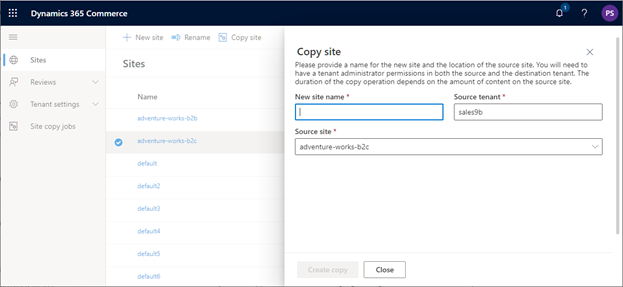 Dynamics 365 Commerce
1
?
PS
New site
Rename
Copy site
Sites
Reviews
Tenant settings
Site copy jobs
Sites
Name
adventure-works-b2b
adventure-works-b2c
default
default2
default3
default4
default5
default6
Copy site
Please provide a name for the new site and the location of the source site. You will need
to have a tenant administrator permissions in both the source and the destination tenant. The
duration of the copy operation depends on the amount of content on the source site.
New site name *
Source tenant *
sales9b
Source site *
adventure-works-b2c
Create copy
Close